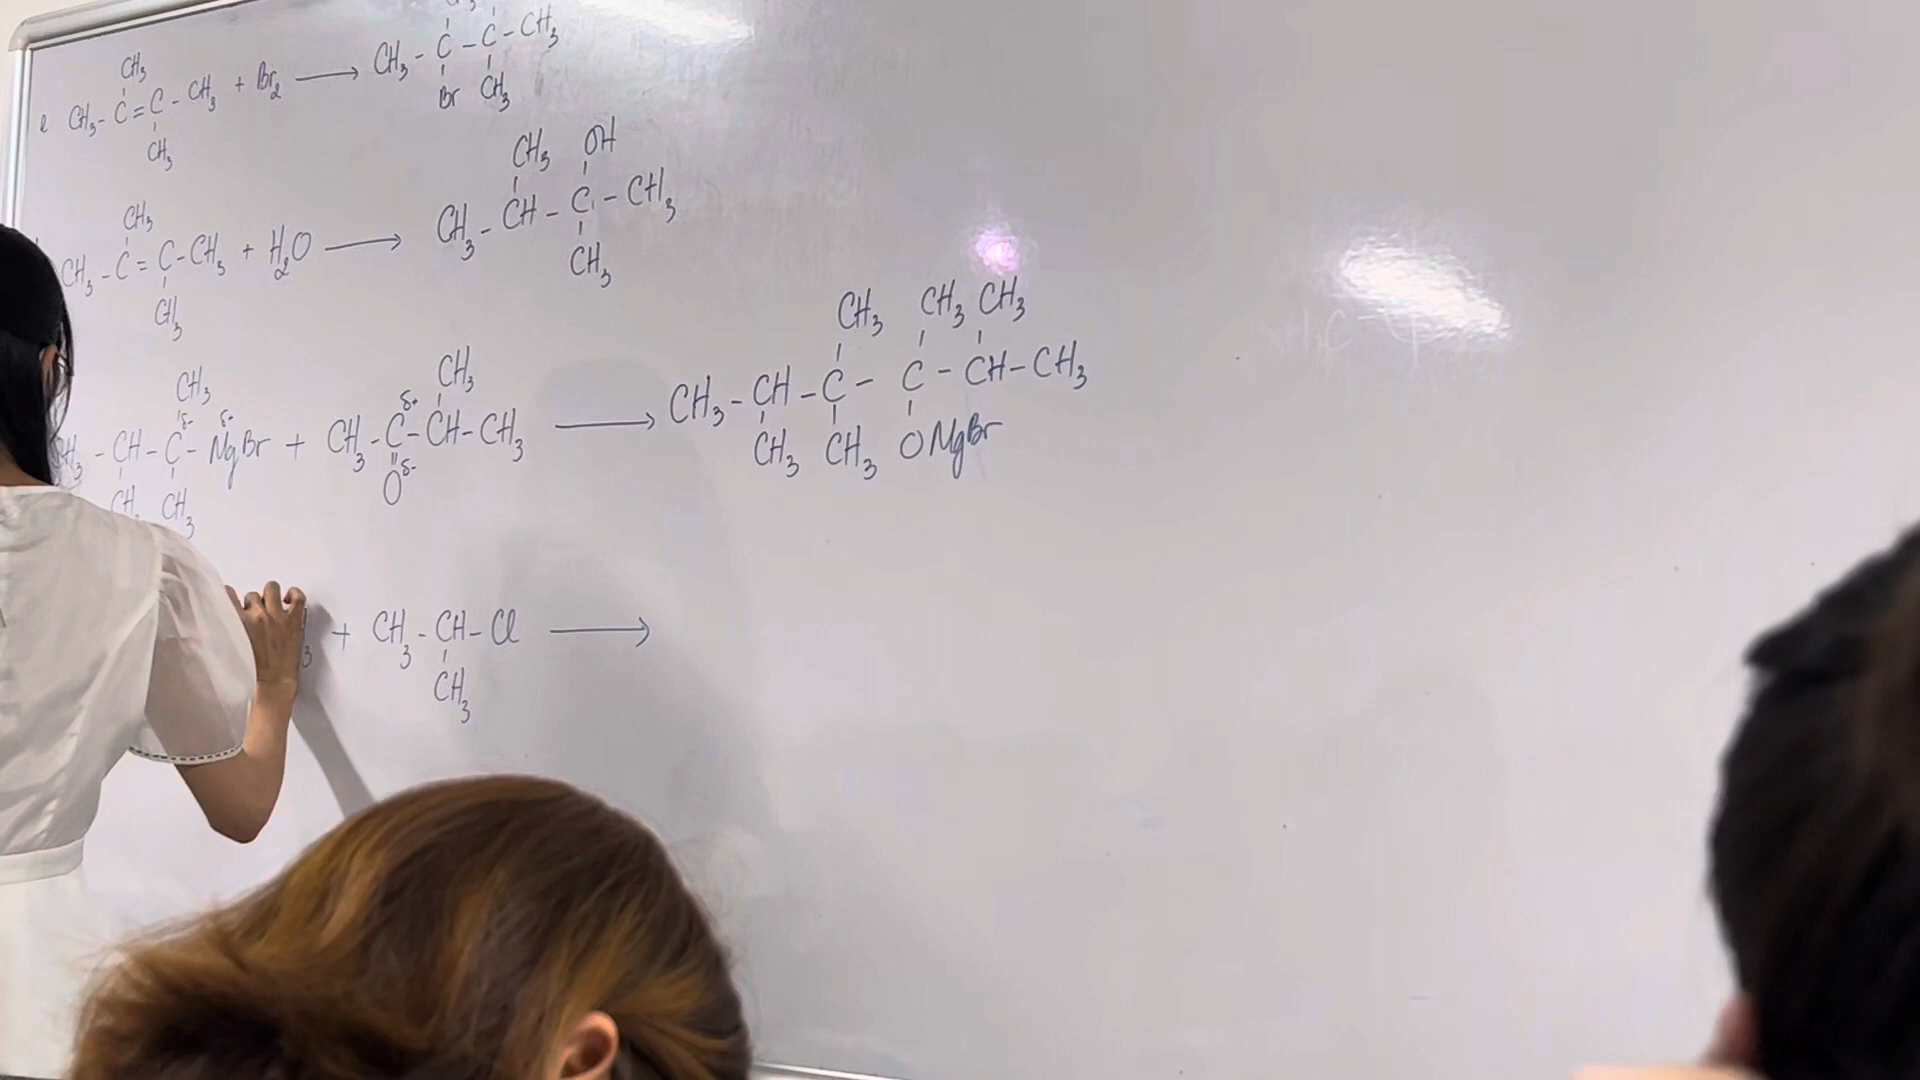 CH3
e CH3 - C = C - CH3 + Br2 ⟶ CH3 - C - C - CH3
CH3
Br CH3
CH3 OH
CH3 - C = C - CH3 + H2O ⟶ CH3 - CH - C - CH3
CH3
CH3
CH3
CH3 CH3 CH3 CH3 CH3
δ- δ+ δ+
- CH - C - MgBr + CH3 - C - CH - CH3 ⟶ CH3 - CH - C - C - CH - CH3
O δ-
CH3 CH3 CH3 OMgBr
+ CH3 - CH - Cl ⟶
CH3